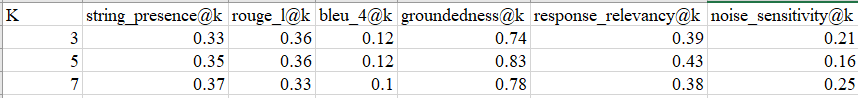 K string_presence@k rouge_l@k bleu_4@k groundedness@k response_relevancy@k noise_sensitivity@k
3 0.33 0.36 0.12 0.74 0.39 0.21
5 0.35 0.36 0.12 0.83 0.43 0.16
7 0.37 0.33 0.1 0.78 0.38 0.25